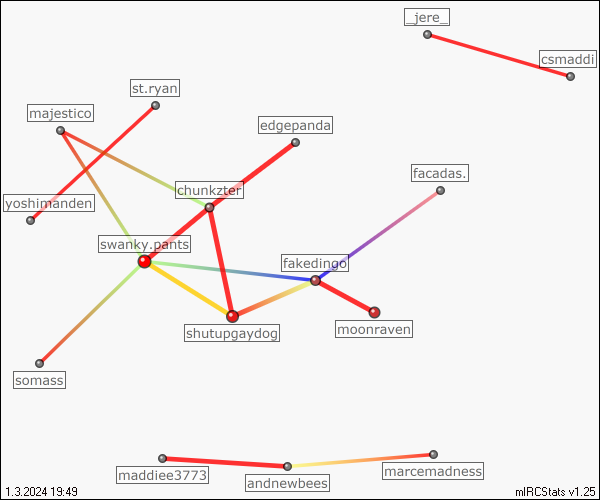 _jere_
csmaddi
st.ryan
majestico
edgepanda
facadas.
chunkzter
yoshimanden
swanky.pants
fakedingo
shutupgaydog
moonraven
somass
marcemadness
maddiee3773
andnewbees
1.3.2024 19:49
mIRCStats v1.25